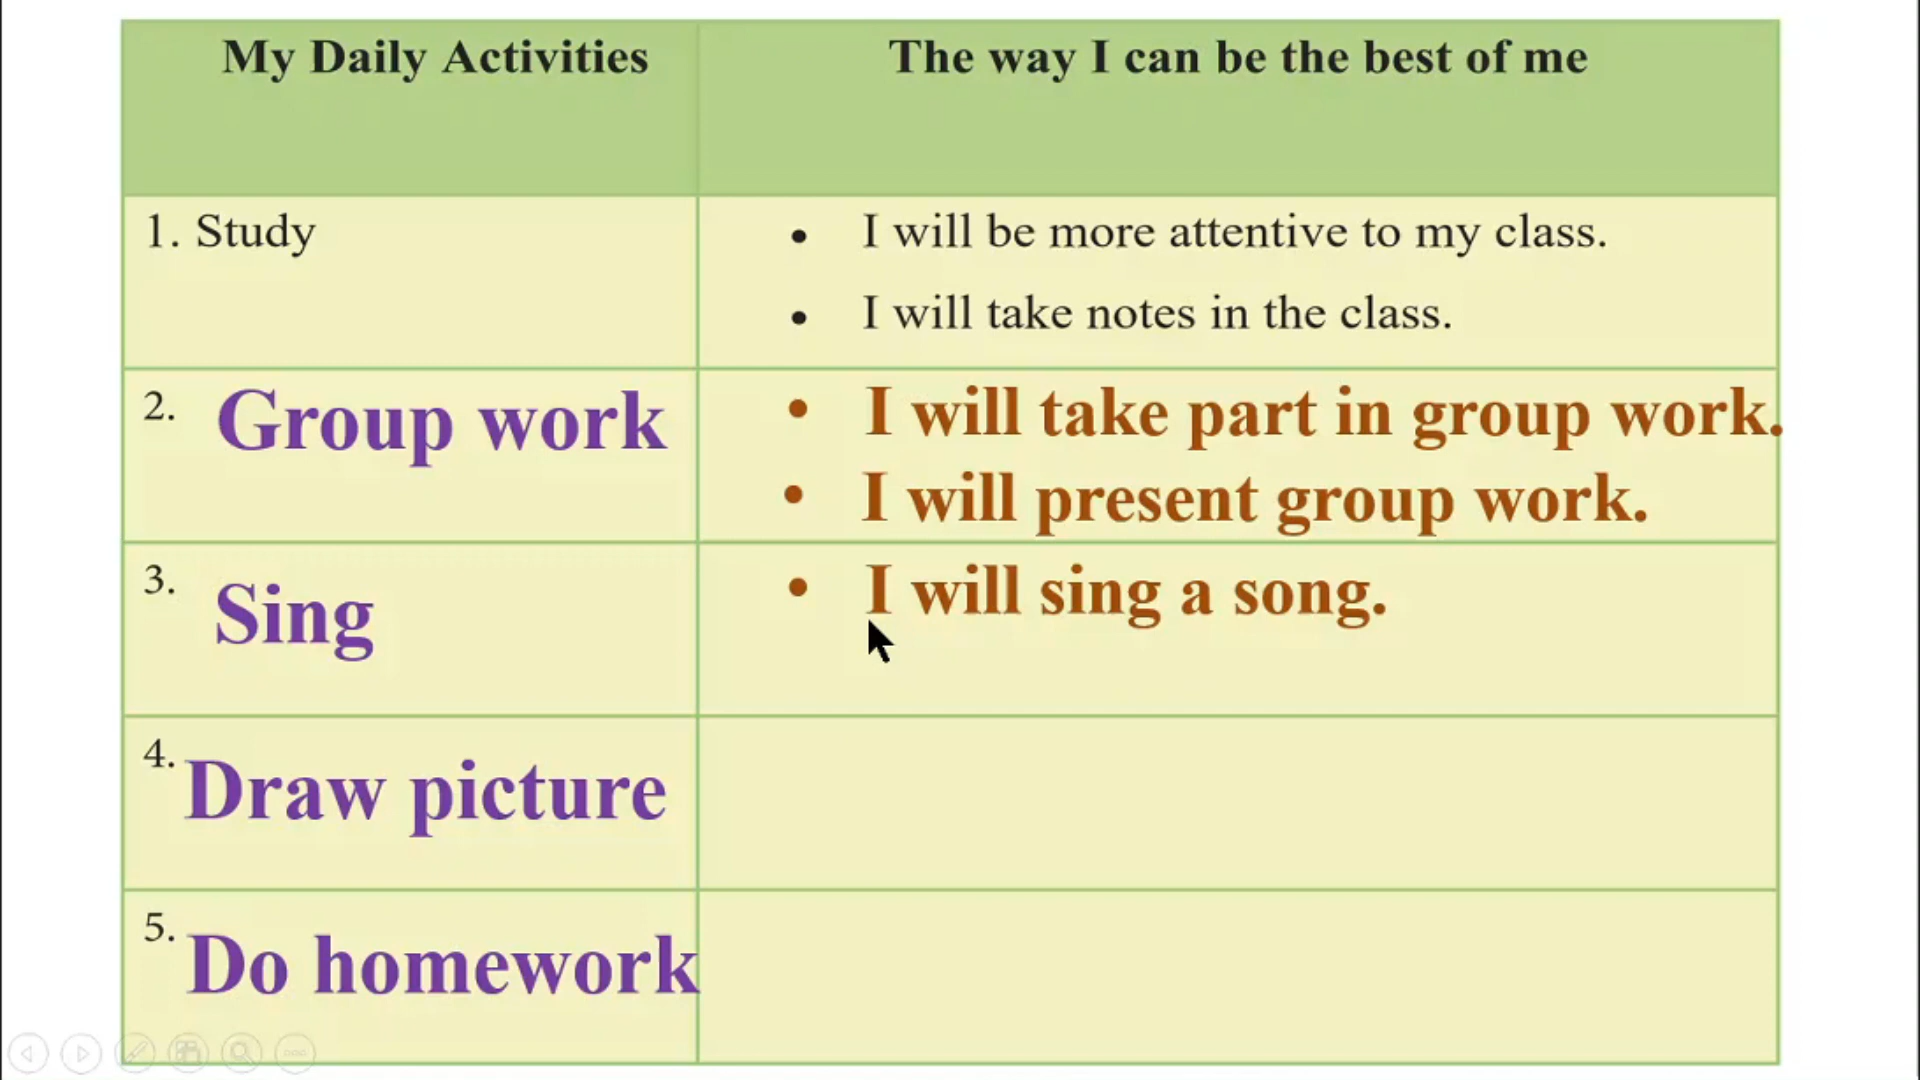 My Daily Activities
The way I can be the best of me
1. Study
• I will be more attentive to my class.
• I will take notes in the class.
2. Group work
• I will take part in group work.
• I will present group work.
3. Sing
• I will sing a song.
4. Draw picture
5. Do homework